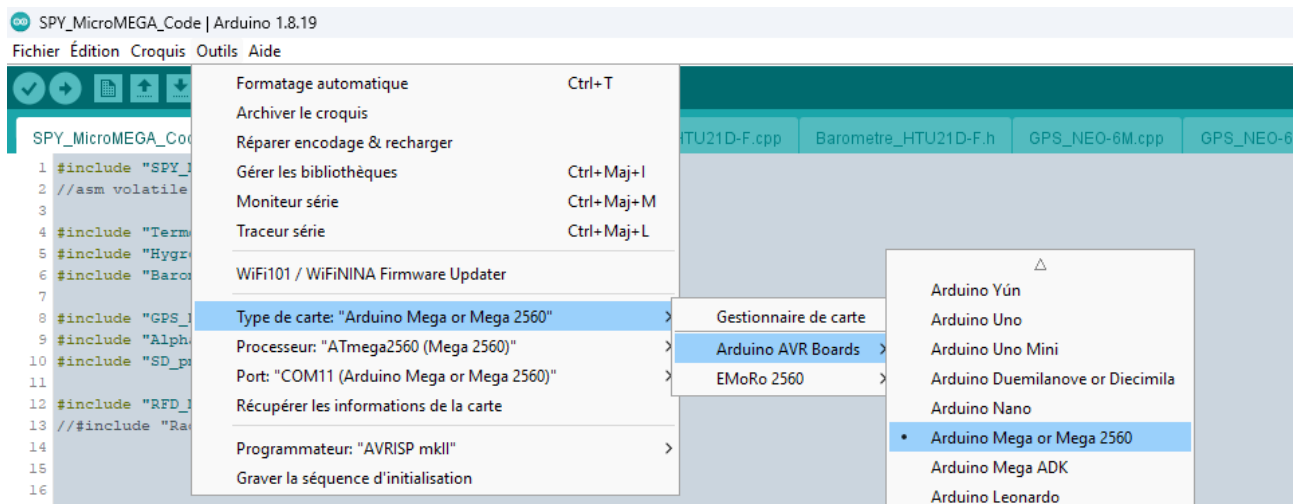 SPY_MicroMEGA_Code | Arduino 1.8.19
Fichier Édition Croquis Outils Aide
SPY_MicroMEGA_Co
HTU21D-F.cpp
Barometre_HTU21D-F.h
GPS_NEO-6M.cpp
GPS_NEO-6
1 #include "SPY_
2 //asm volatile
3
4 #include "Term
5 #include "Hygr
6 #include "Baro
7
8 #include "GPS_
9 #include "Alph
10 #include "SD_p
11
12 #include "RFD_
13 //#include "Ra
14
15
16
Formatage automatique Ctrl+T
Archiver le croquis
Réparer encodage & recharger
Gérer les bibliothèques Ctrl+Maj+I
Moniteur série Ctrl+Maj+M
Traceur série Ctrl+Maj+L
WiFi101 / WiFiNINA Firmware Updater
Type de carte: "Arduino Mega or Mega 2560"
Processeur: "ATmega2560 (Mega 2560)"
Port: "COM11 (Arduino Mega or Mega 2560)"
Récupérer les informations de la carte
Programmateur: "AVRISP mkII"
Graver la séquence d'initialisation
Gestionnaire de carte
Arduino AVR Boards
EMoRo 2560
Arduino Yún
Arduino Uno
Arduino Uno Mini
Arduino Duemilanove or Diecimila
Arduino Nano
Arduino Mega or Mega 2560
Arduino Mega ADK
Arduino Leonardo